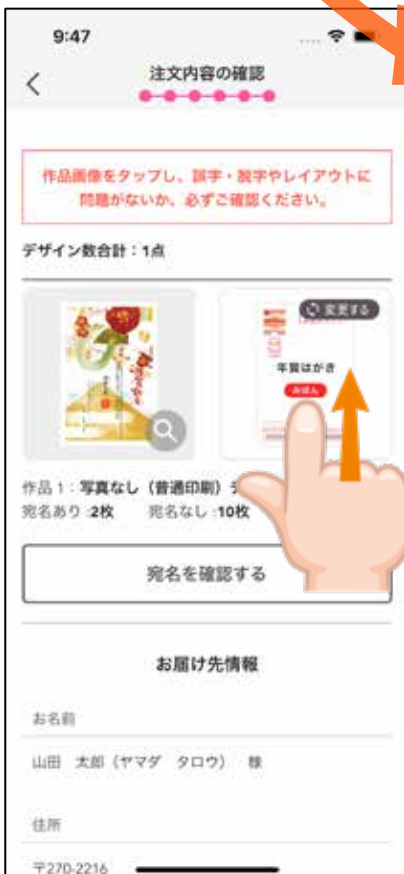 9:47
注文内容の確認
作品画像をタップし、誤字・脱字やレイアウトに
問題がないか、必ずご確認ください。
デザイン数合計：1点
変更する
年賀はがき
みほん
作品1：写真なし（普通印刷）
宛名あり:2枚　宛名なし:10枚
宛名を確認する
お届け先情報
お名前
山田　太郎（ヤマダ　タロウ）　様
住所
〒270-2216